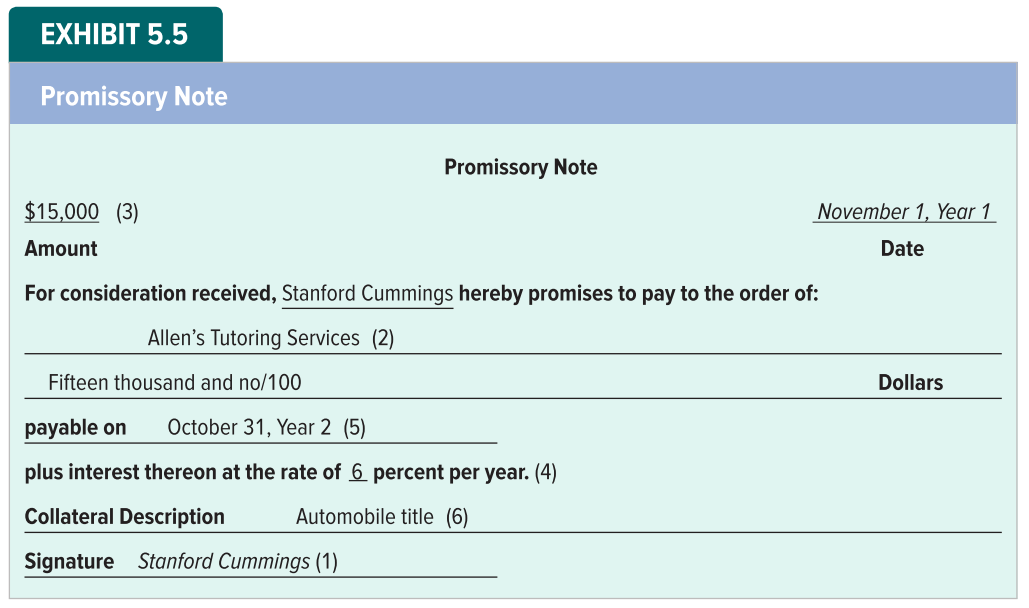 EXHIBIT 5.5
Promissory Note
Promissory Note
$15,000 (3) November 1, Year 1
Amount Date
For consideration received, Stanford Cummings hereby promises to pay to the order of:
Allen’s Tutoring Services (2)
Fifteen thousand and no/100 Dollars
payable on October 31, Year 2 (5)
plus interest thereon at the rate of 6 percent per year. (4)
Collateral Description Automobile title (6)
Signature Stanford Cummings (1)